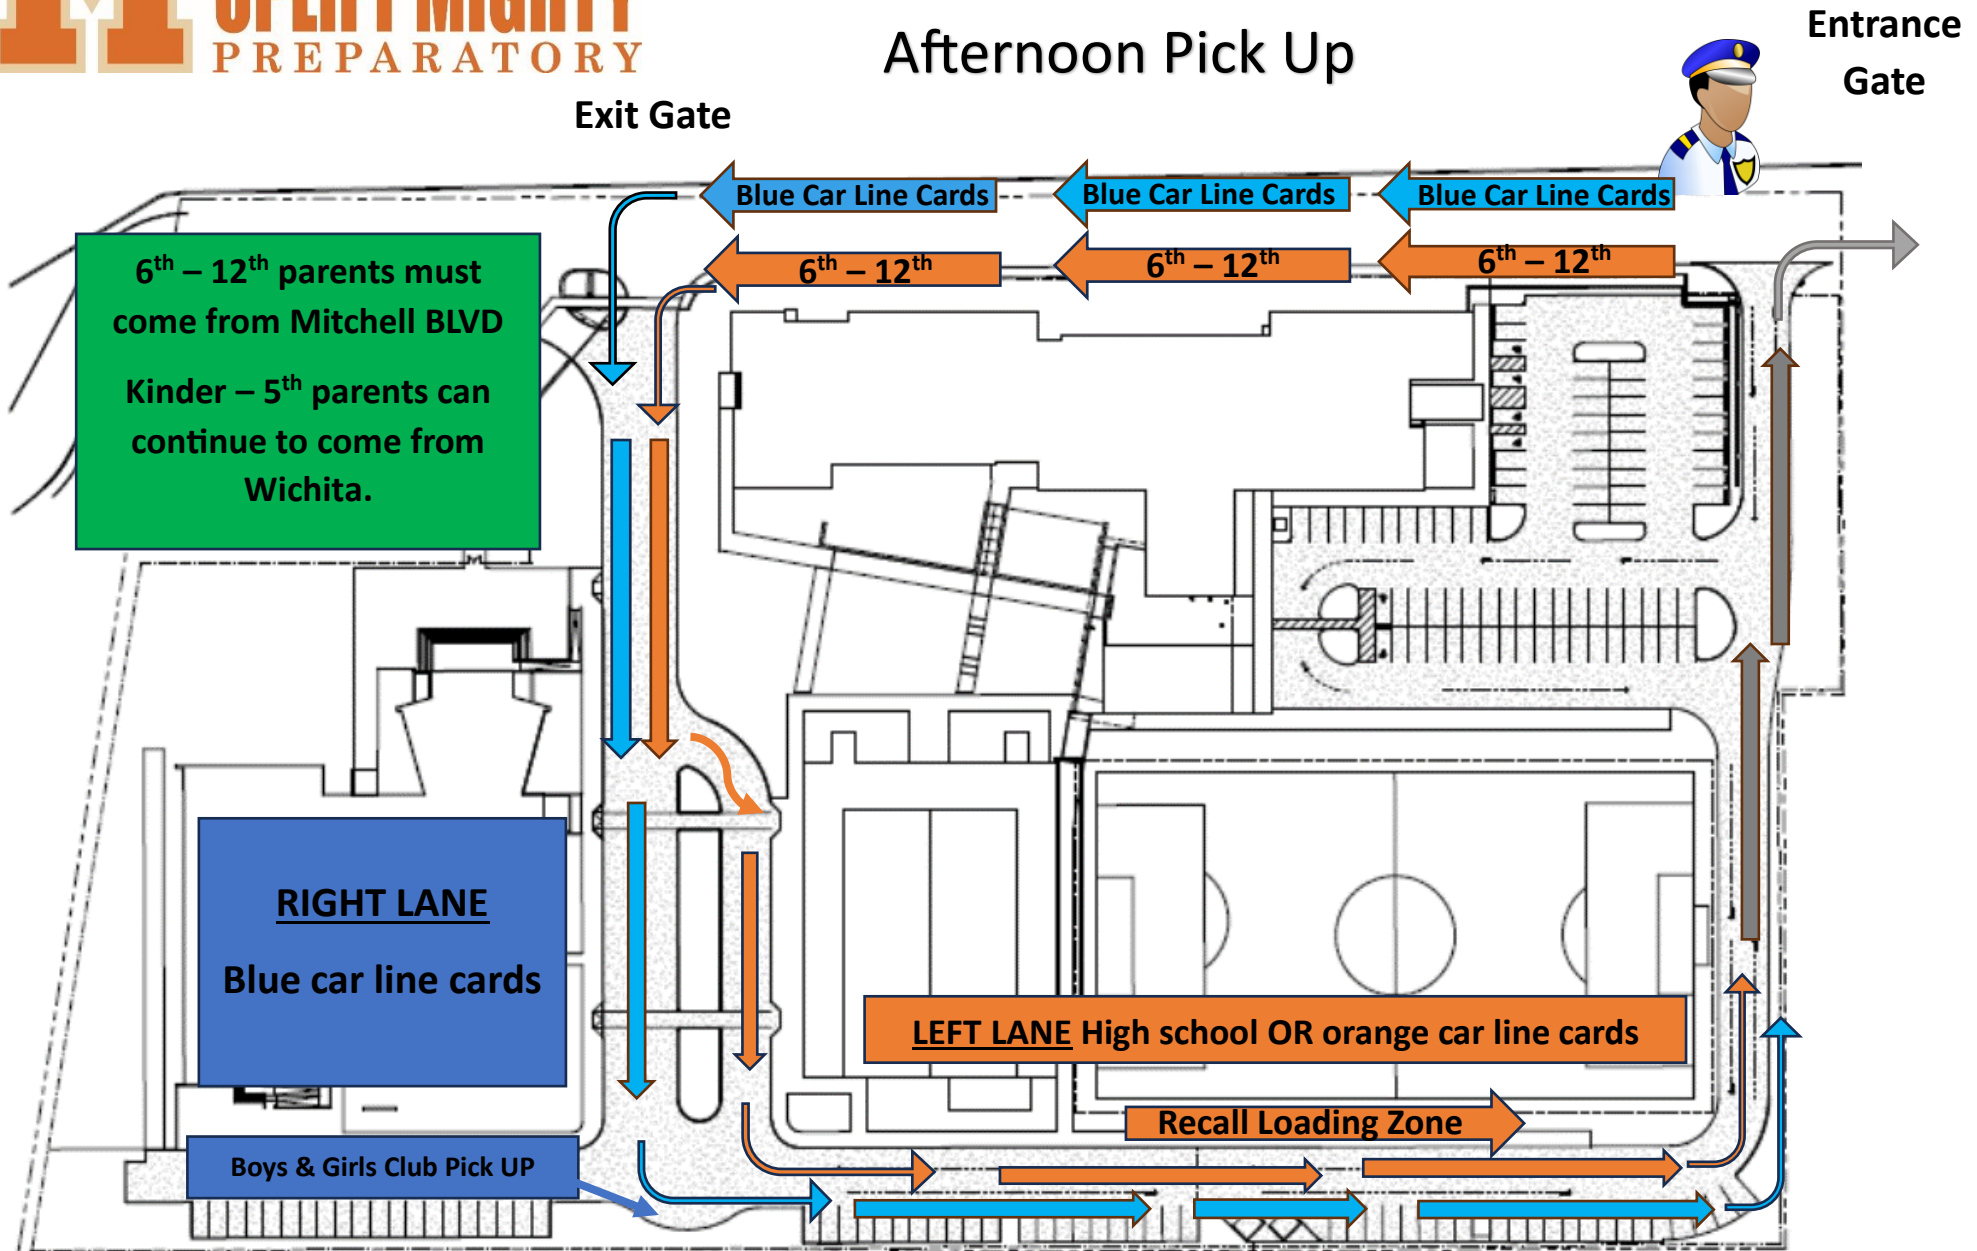 UPLIFT MIGHTY
PREPARATORY
Afternoon Pick Up
Entrance
Gate
Exit Gate
Blue Car Line Cards
Blue Car Line Cards
Blue Car Line Cards
6th – 12th
6th – 12th
6th – 12th
6th – 12th parents must
come from Mitchell BLVD
Kinder – 5th parents can
continue to come from
Wichita.
RIGHT LANE
Blue car line cards
LEFT LANE High school OR orange car line cards
Recall Loading Zone
Boys & Girls Club Pick UP